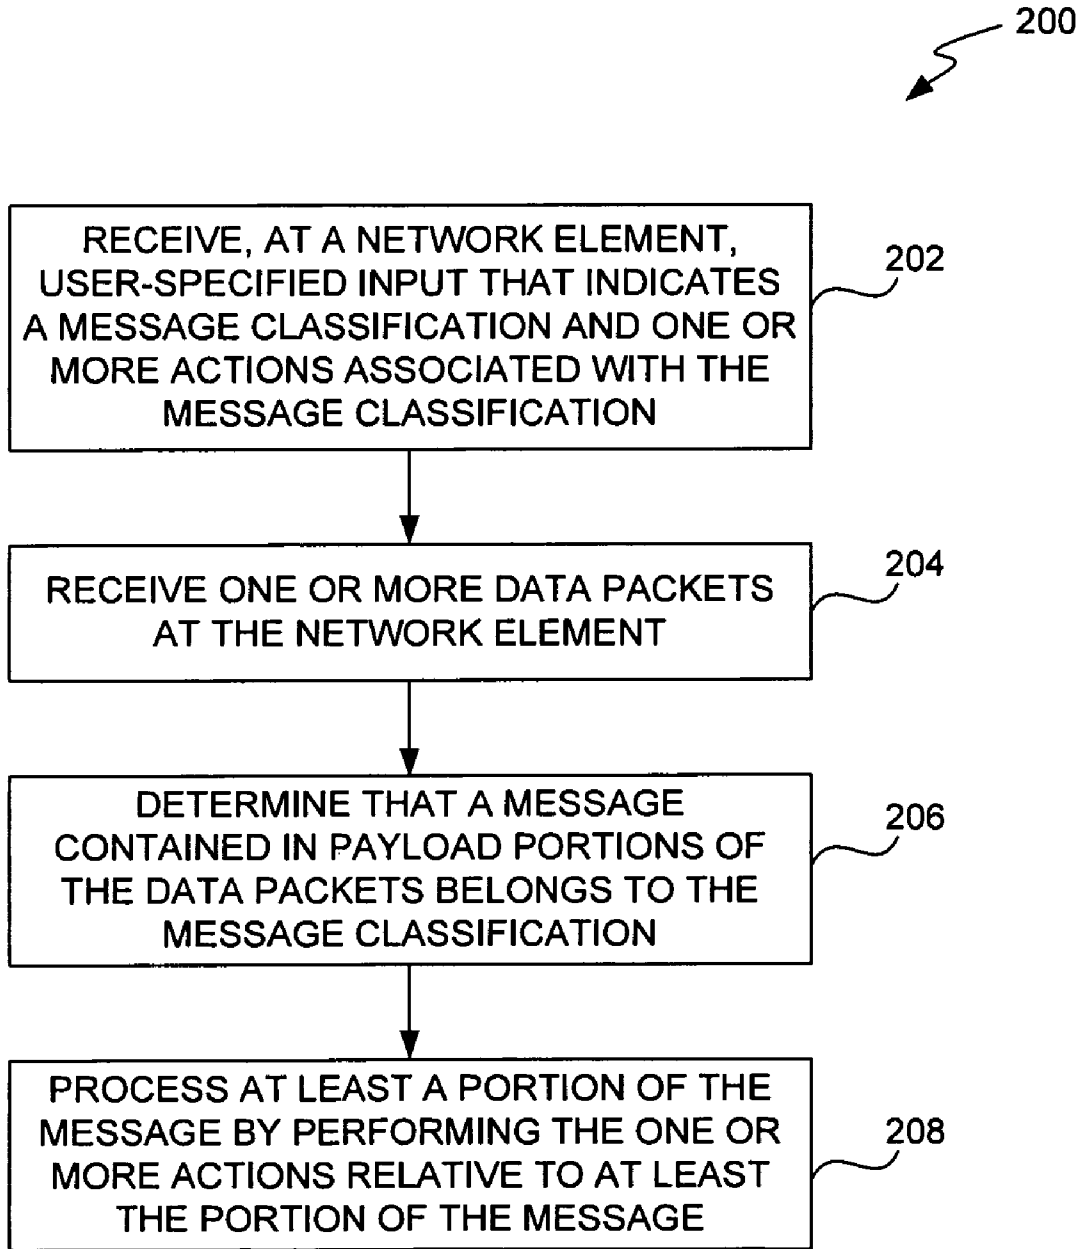 200
RECEIVE, AT A NETWORK ELEMENT,
USER-SPECIFIED INPUT THAT INDICATES
A MESSAGE CLASSIFICATION AND ONE OR
MORE ACTIONS ASSOCIATED WITH THE
MESSAGE CLASSIFICATION
202
RECEIVE ONE OR MORE DATA PACKETS
AT THE NETWORK ELEMENT
204
DETERMINE THAT A MESSAGE
CONTAINED IN PAYLOAD PORTIONS OF
THE DATA PACKETS BELONGS TO THE
MESSAGE CLASSIFICATION
206
PROCESS AT LEAST A PORTION OF THE
MESSAGE BY PERFORMING THE ONE OR
MORE ACTIONS RELATIVE TO AT LEAST
THE PORTION OF THE MESSAGE
208